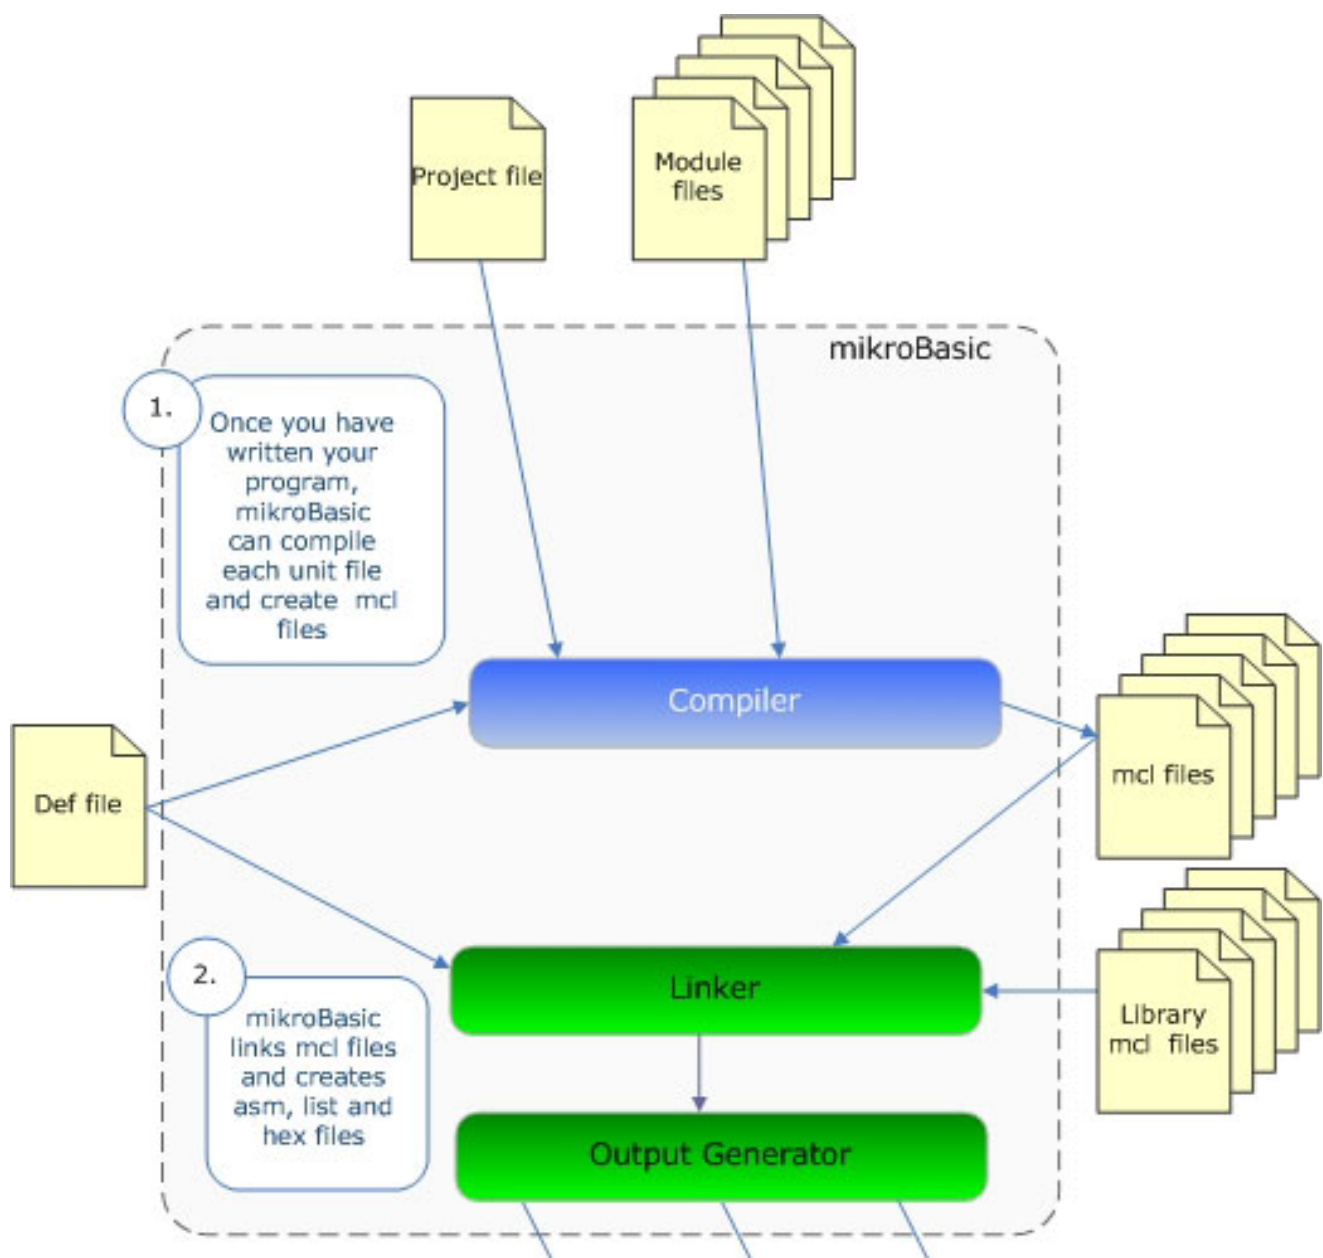 Project file
Module
files
mikroBasic
1.
Once you have
written your
program,
mikroBasic
can compile
each unit file
and create mcl
files
Compiler
mcl files
Def file
Linker
2.
mikroBasic
links mcl files
and creates
asm, list and
hex files
Library
mcl files
Output Generator